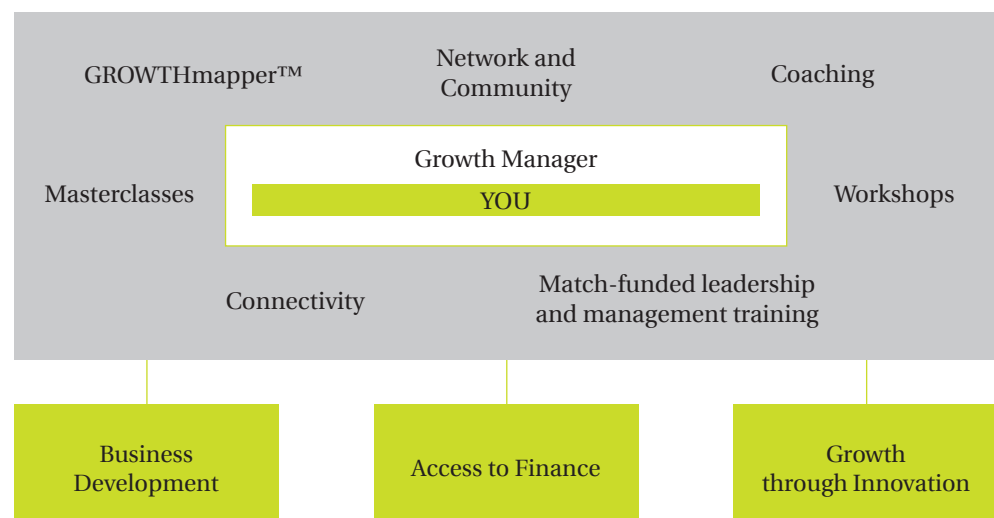 GROWTHmapper™
Network and
Community
Coaching
Growth Manager
Masterclasses
YOU
Workshops
Connectivity
Match-funded leadership
and management training
Business
Development
Access to Finance
Growth
through Innovation